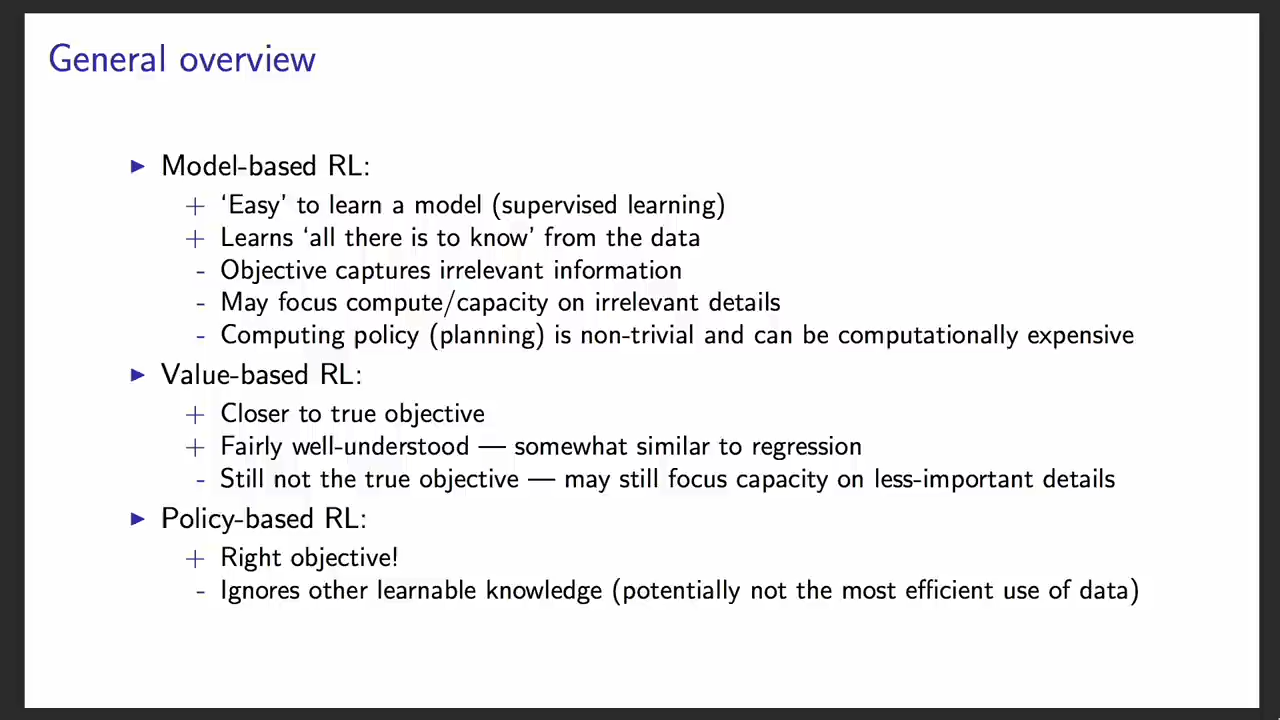 General overview
▶ Model-based RL:
+ ‘Easy’ to learn a model (supervised learning)
+ Learns ‘all there is to know’ from the data
- Objective captures irrelevant information
- May focus compute/capacity on irrelevant details
- Computing policy (planning) is non-trivial and can be computationally expensive
▶ Value-based RL:
+ Closer to true objective
+ Fairly well-understood — somewhat similar to regression
- Still not the true objective — may still focus capacity on less-important details
▶ Policy-based RL:
+ Right objective!
- Ignores other learnable knowledge (potentially not the most efficient use of data)